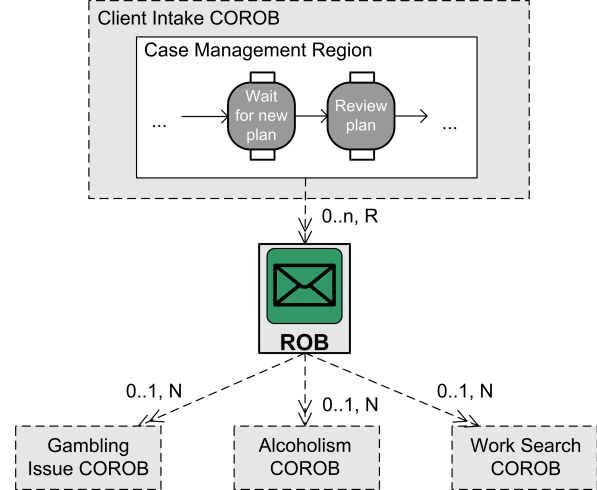 Client Intake COROB
Case Management Region
Wait
for new
plan
Review
plan
...
...
0..n, R
ROB
0..1, N
0..1, N
0..1, N
Gambling
Issue COROB
Alcoholism
COROB
Work Search
COROB